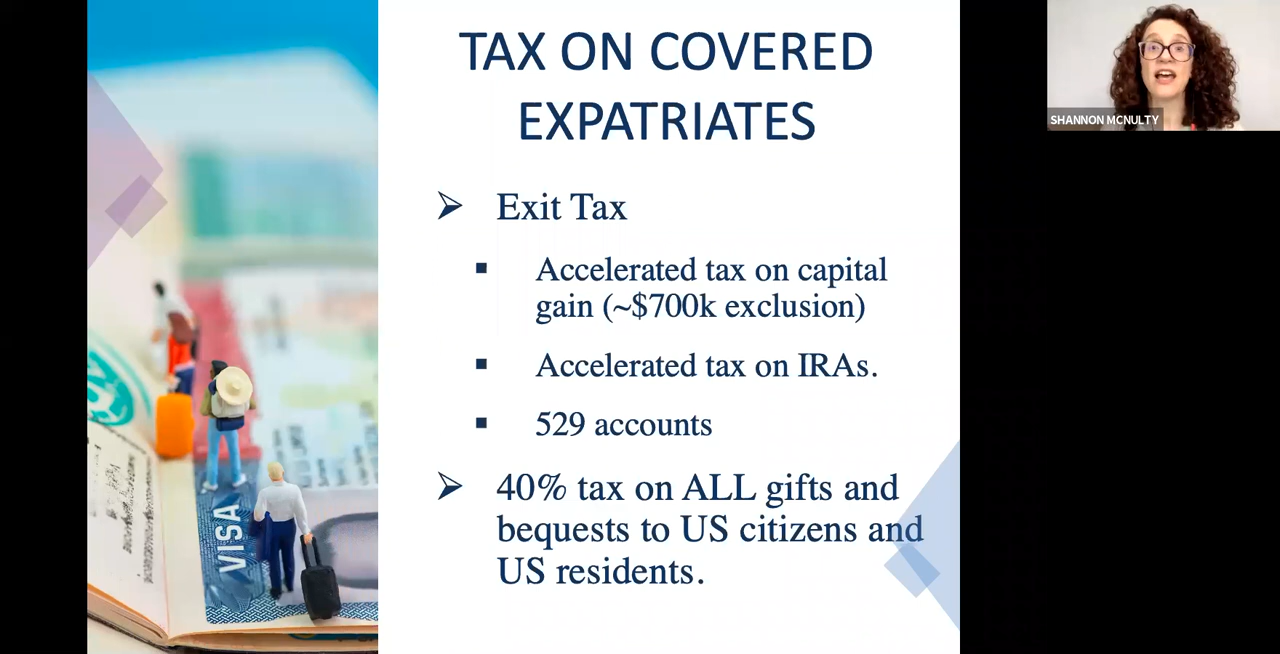 TAX ON COVERED
EXPATRIATES
➢ Exit Tax
▪ Accelerated tax on capital
gain (~$700k exclusion)
▪ Accelerated tax on IRAs.
▪ 529 accounts
➢ 40% tax on ALL gifts and
bequests to US citizens and
US residents.
SHANNON MCNULTY
VISA